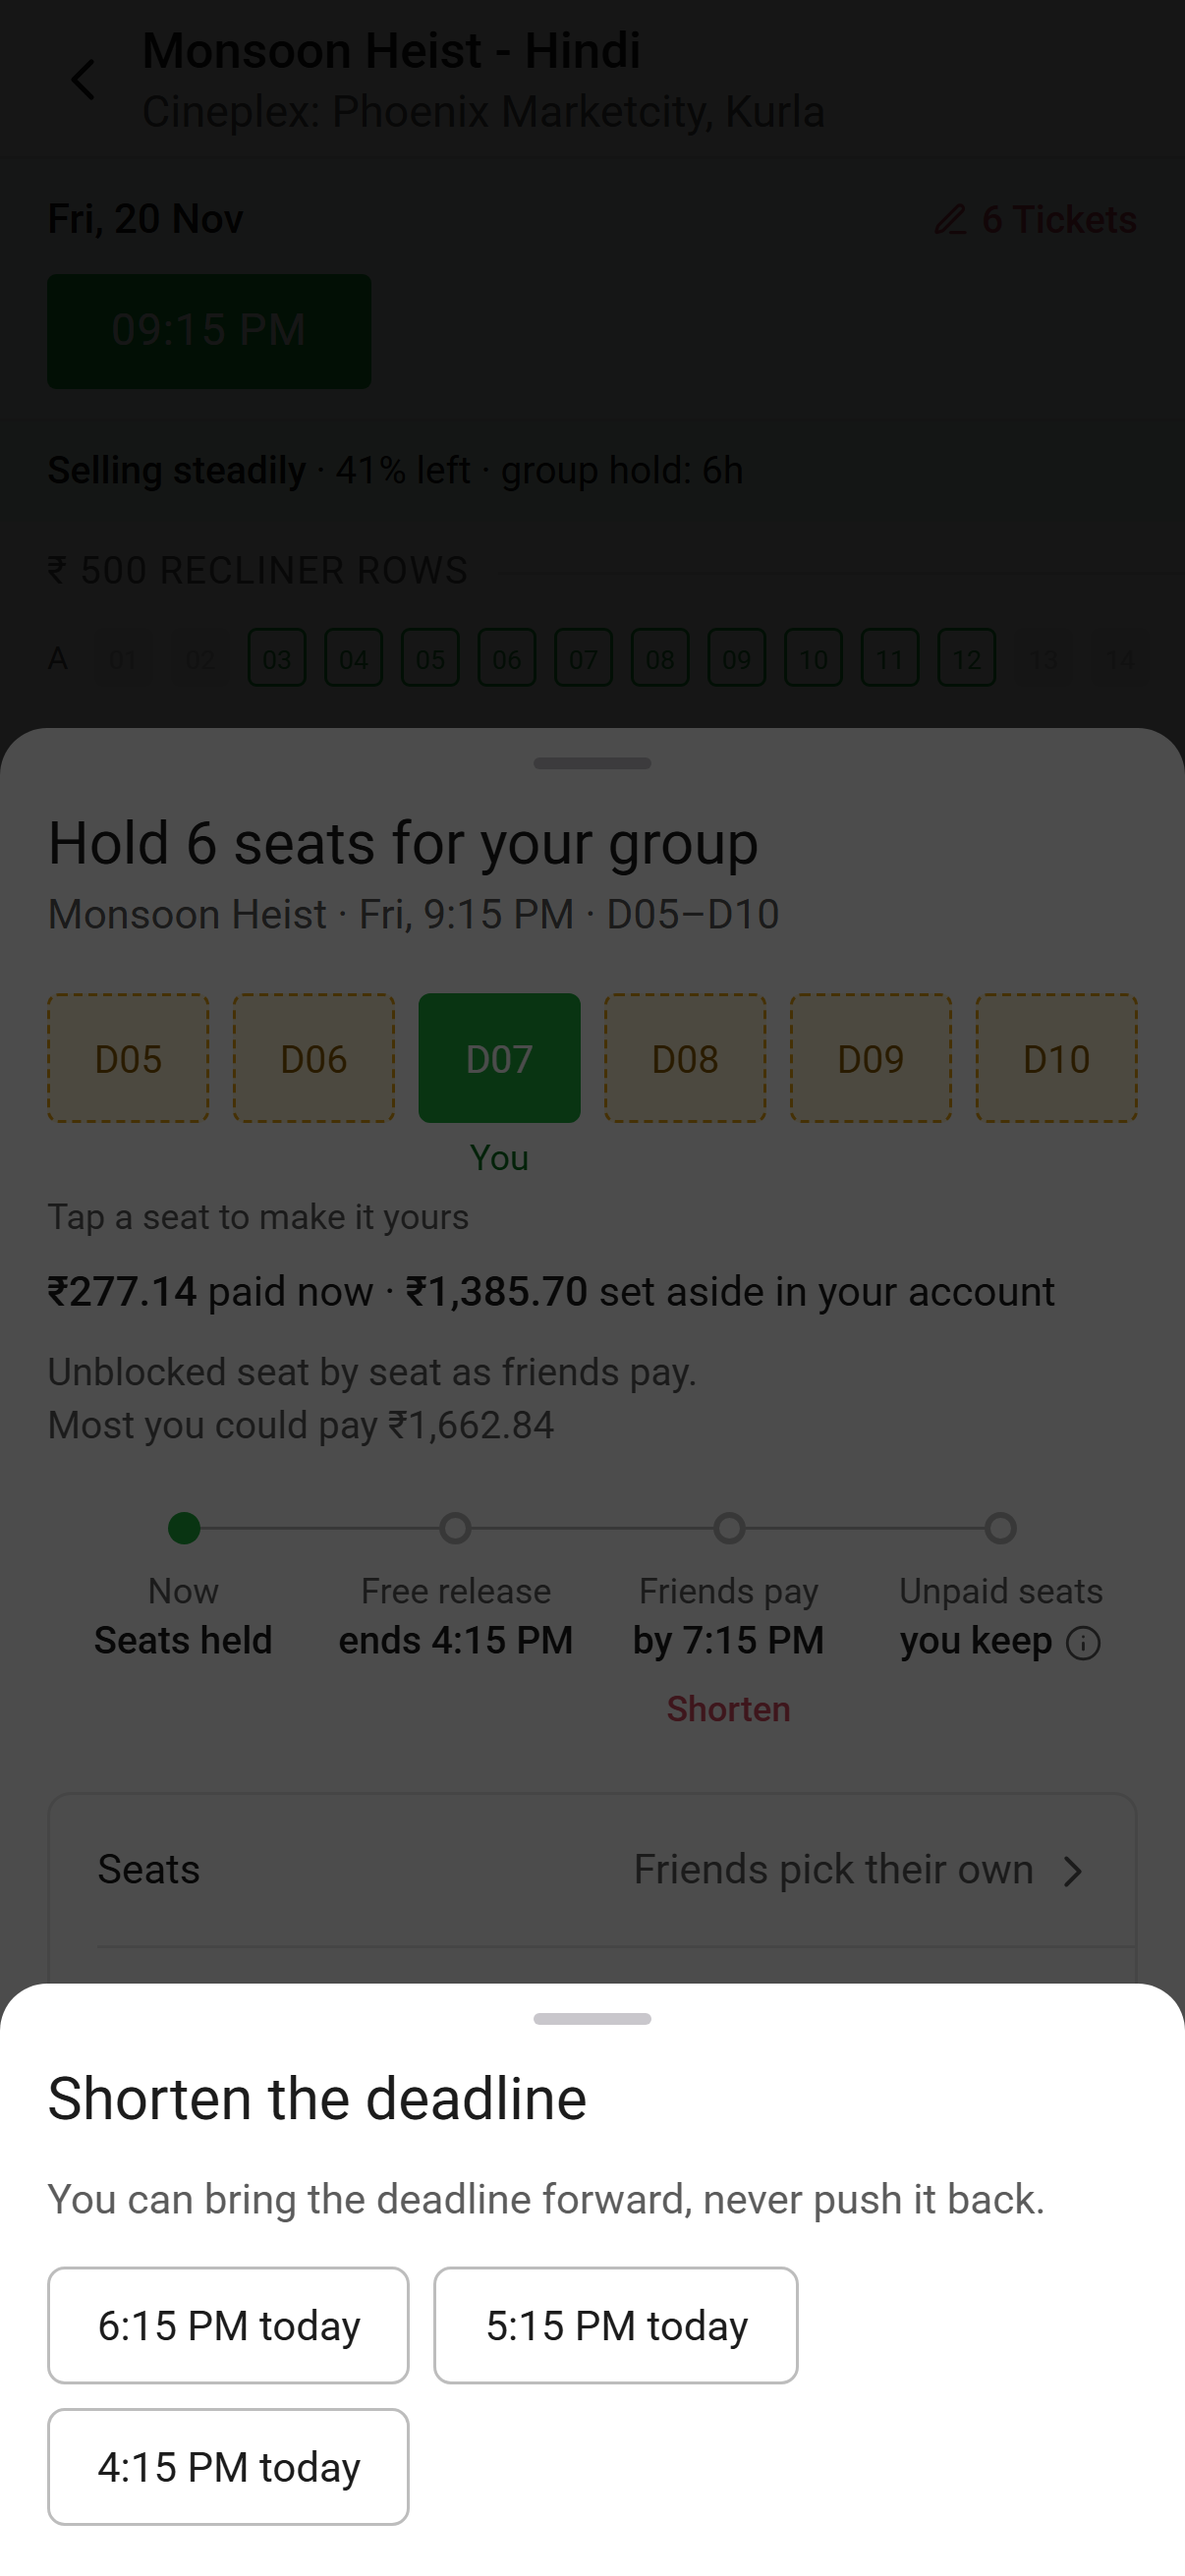 Monsoon Heist - Hindi
Cineplex: Phoenix Marketcity, Kurla
Fri, 20 Nov
6 Tickets
09:15 PM
Selling steadily · 41% left · group hold: 6h
₹ 500 RECLINER ROWS
A 01 02 03 04 05 06 07 08 09 10 11 12 13 14
Hold 6 seats for your group
Monsoon Heist · Fri, 9:15 PM · D05–D10
D05 D06 D07 D08 D09 D10
You
Tap a seat to make it yours
₹277.14 paid now · ₹1,385.70 set aside in your account
Unblocked seat by seat as friends pay.
Most you could pay ₹1,662.84
Now Free release Friends pay Unpaid seats
Seats held ends 4:15 PM by 7:15 PM you keep
Shorten
Seats Friends pick their own
Shorten the deadline
You can bring the deadline forward, never push it back.
6:15 PM today 5:15 PM today
4:15 PM today